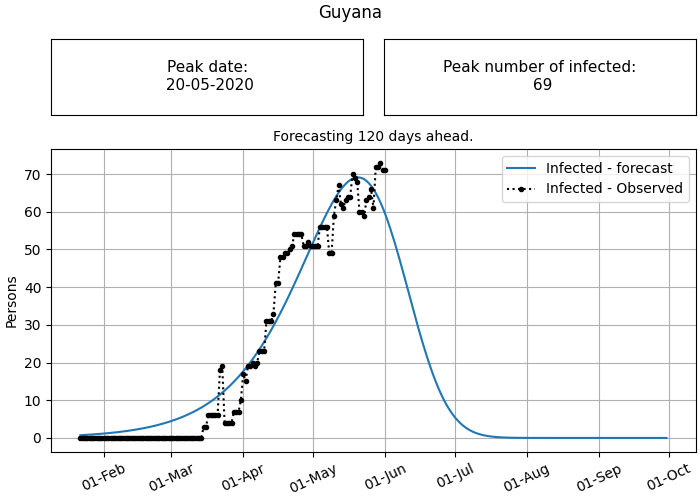 Guyana
Peak date:
20-05-2020
Peak number of infected:
69
Forecasting 120 days ahead.
Infected - forecast
Infected - Observed
Persons
70
60
50
40
30
20
10
0
01-Feb
01-Mar
01-Apr
01-May
01-Jun
01-Jul
01-Aug
01-Sep
01-Oct